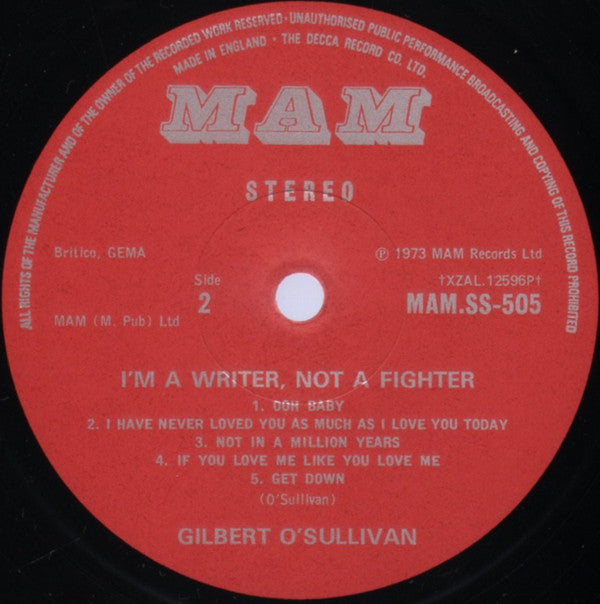 ALL RIGHTS OF THE MANUFACTURER AND OF THE OWNER OF THE RECORDED WORK RESERVED · UNAUTHORISED PUBLIC PERFORMANCE BROADCASTING AND COPYING OF THIS RECORD PROHIBITED
MADE IN ENGLAND · THE DECCA RECORD CO. LTD.
MAM
STEREO
Britico, GEMA
℗ 1973 MAM Records Ltd
Side
2
†XZAL.12596P†
MAM.SS-505
MAM (M. Pub) Ltd
I'M A WRITER, NOT A FIGHTER
1. OOH BABY
2. I HAVE NEVER LOVED YOU AS MUCH AS I LOVE YOU TODAY
3. NOT IN A MILLION YEARS
4. IF YOU LOVE ME LIKE YOU LOVE ME
5. GET DOWN
(O'Sullivan)
GILBERT O'SULLIVAN